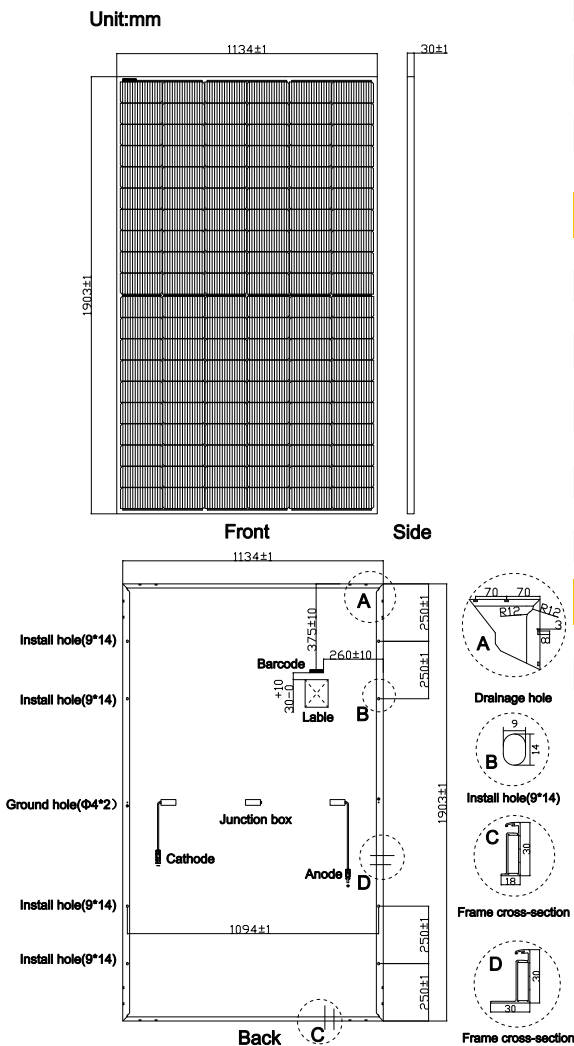 Unit:mm
1134±1
30±1
1903±1
Front
Side
1134±1
A
375±10
250±1
70 70
R12
R12
3
8
A
Install hole(9*14)
260±10
Barcode
250±1
+10
30-0
Lable
B
Install hole(9*14)
Drainage hole
9
14
B
Install hole(9*14)
1903±1
Ground hole(Φ4*2)
Junction box
C
30
18
Cathode
Anode
D
Frame cross-section
Install hole(9*14)
1094±1
250±1
D
30
30
Install hole(9*14)
250±1
Back
C
Frame cross-section